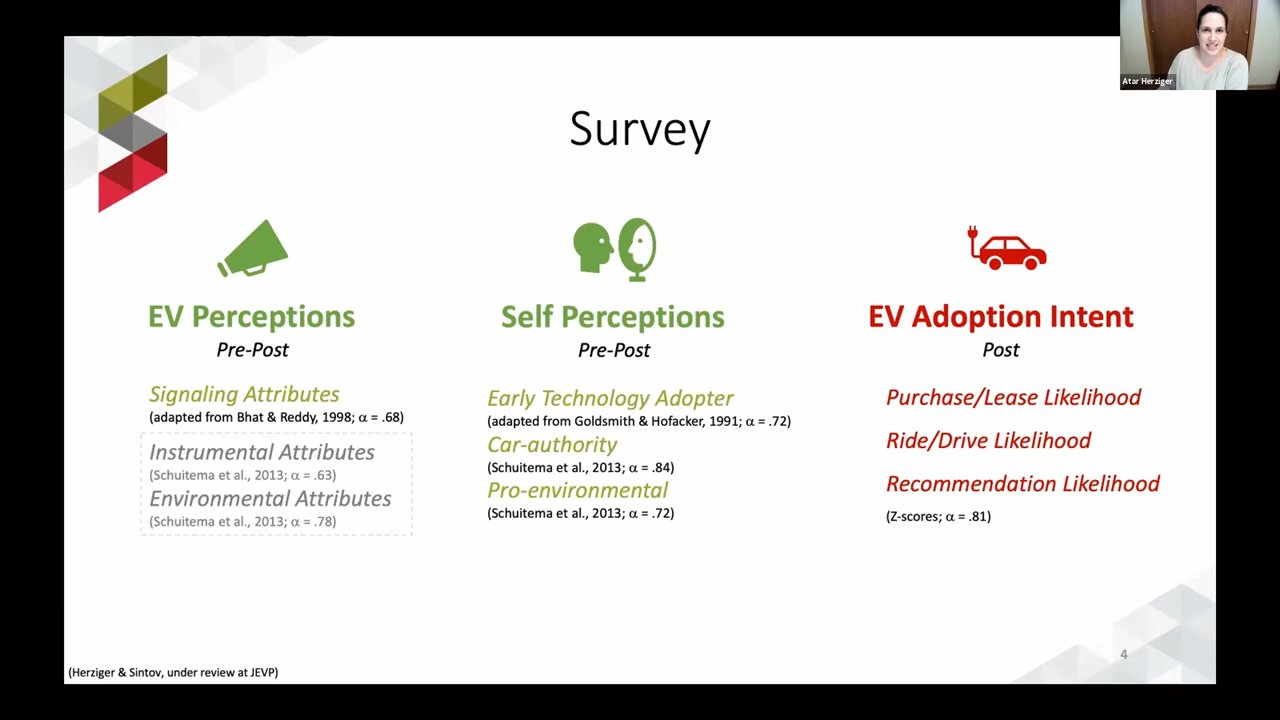 Atar Herziger
Survey
EV Perceptions
Pre-Post
Signaling Attributes
(adapted from Bhat & Reddy, 1998; α = .68)
Instrumental Attributes
(Schuitema et al., 2013; α = .63)
Environmental Attributes
(Schuitema et al., 2013; α = .78)
Self Perceptions
Pre-Post
Early Technology Adopter
(adapted from Goldsmith & Hofacker, 1991; α = .72)
Car-authority
(Schuitema et al., 2013; α = .84)
Pro-environmental
(Schuitema et al., 2013; α = .72)
EV Adoption Intent
Post
Purchase/Lease Likelihood
Ride/Drive Likelihood
Recommendation Likelihood
(Z-scores; α = .81)
(Herziger & Sintov, under review at JEVP)
4